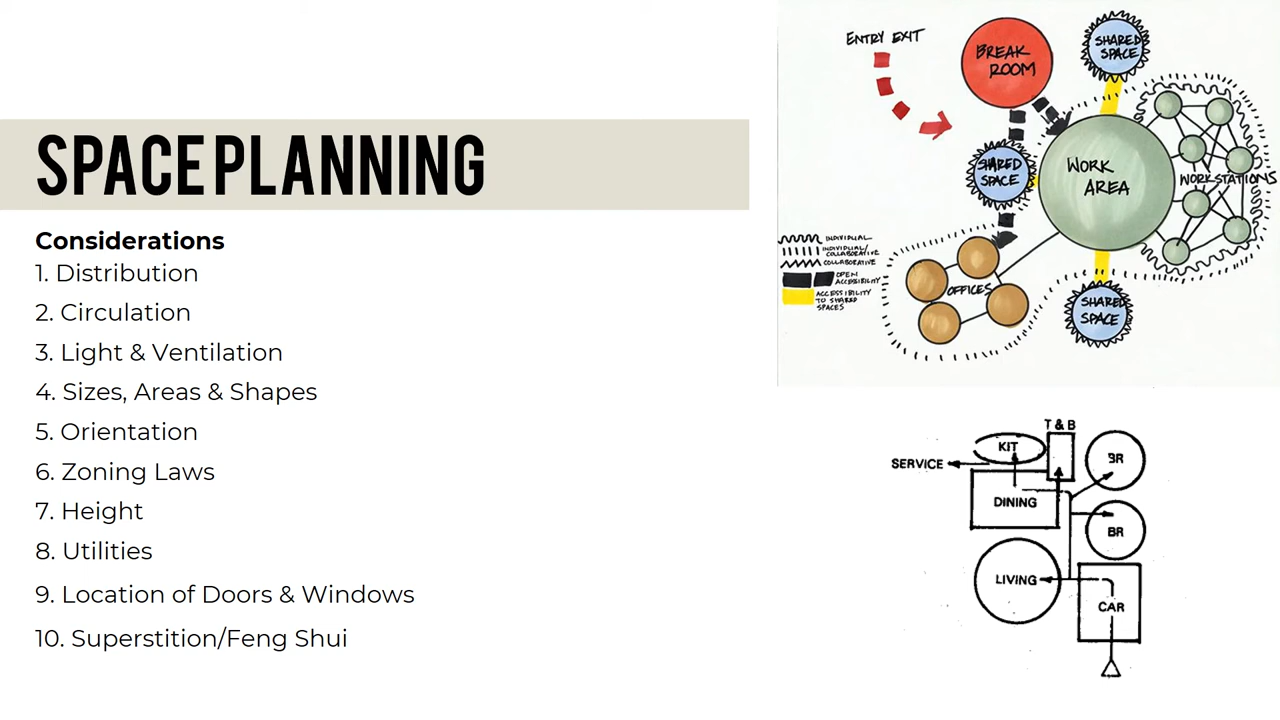 SPACE PLANNING
Considerations
1. Distribution
2. Circulation
3. Light & Ventilation
4. Sizes, Areas & Shapes
5. Orientation
6. Zoning Laws
7. Height
8. Utilities
9. Location of Doors & Windows
10. Superstition/Feng Shui
ENTRY EXIT
BREAK
ROOM
SHARED
SPACE
SHARED
SPACE
WORK
AREA
WORKSTATIONS
OFFICES
SHARED
SPACE
INDIVIDUAL
INDIVIDUAL/
COLLABORATIVE
COLLABORATIVE
OPEN
ACCESSIBILITY
ACCESSIBILITY
TO SHARED
SPACES
T & B
KIT
BR
SERVICE
DINING
BR
LIVING
CAR